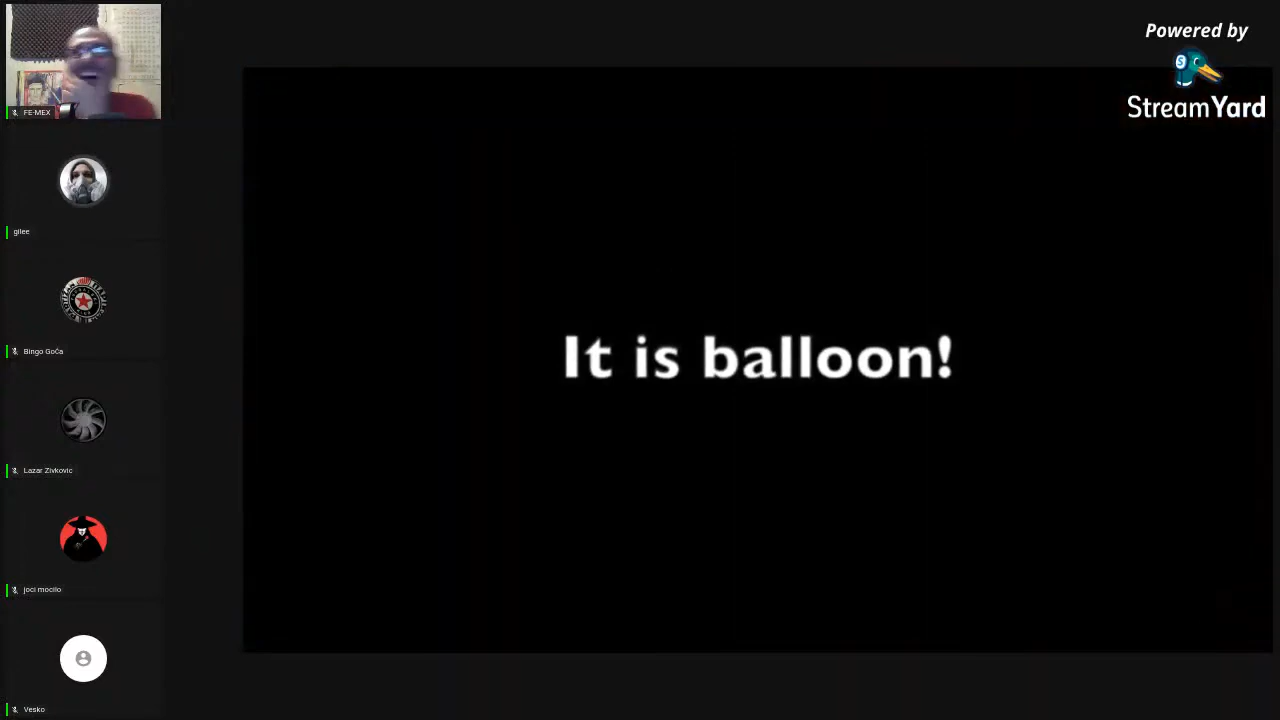 Powered by
StreamYard
FE-MEX
gilee
Bingo Goča
It is balloon!
Lazar Zivkovic
joci mocilo
Vesko